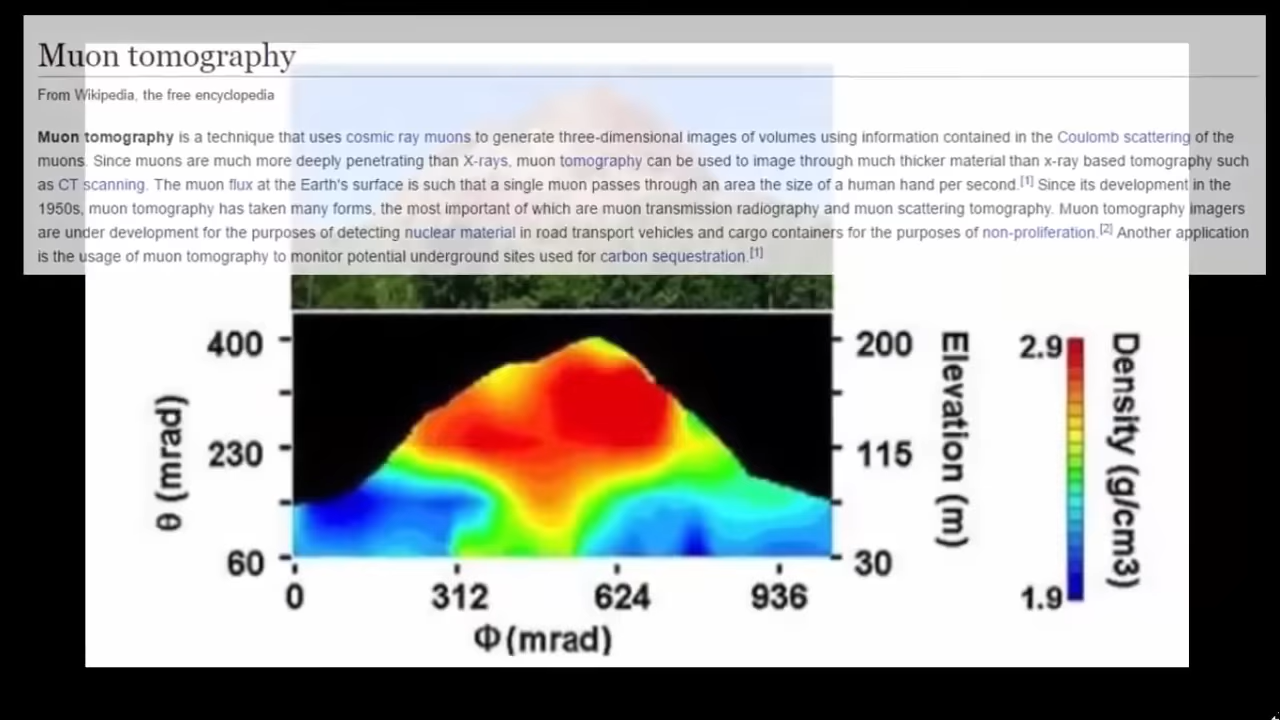 Muon tomography
From Wikipedia, the free encyclopedia
Muon tomography is a technique that uses cosmic ray muons to generate three-dimensional images of volumes using information contained in the Coulomb scattering of the
muons. Since muons are much more deeply penetrating than X-rays, muon tomography can be used to image through much thicker material than x-ray based tomography such
as CT scanning. The muon flux at the Earth's surface is such that a single muon passes through an area the size of a human hand per second.[1] Since its development in the
1950s, muon tomography has taken many forms, the most important of which are muon transmission radiography and muon scattering tomography. Muon tomography imagers
are under development for the purposes of detecting nuclear material in road transport vehicles and cargo containers for the purposes of non-proliferation.[2] Another application
is the usage of muon tomography to monitor potential underground sites used for carbon sequestration.[1]
400
230
60
θ (mrad)
0 312 624 936
Φ (mrad)
200
115
30
Elevation (m)
2.9
1.9
Density (g/cm3)